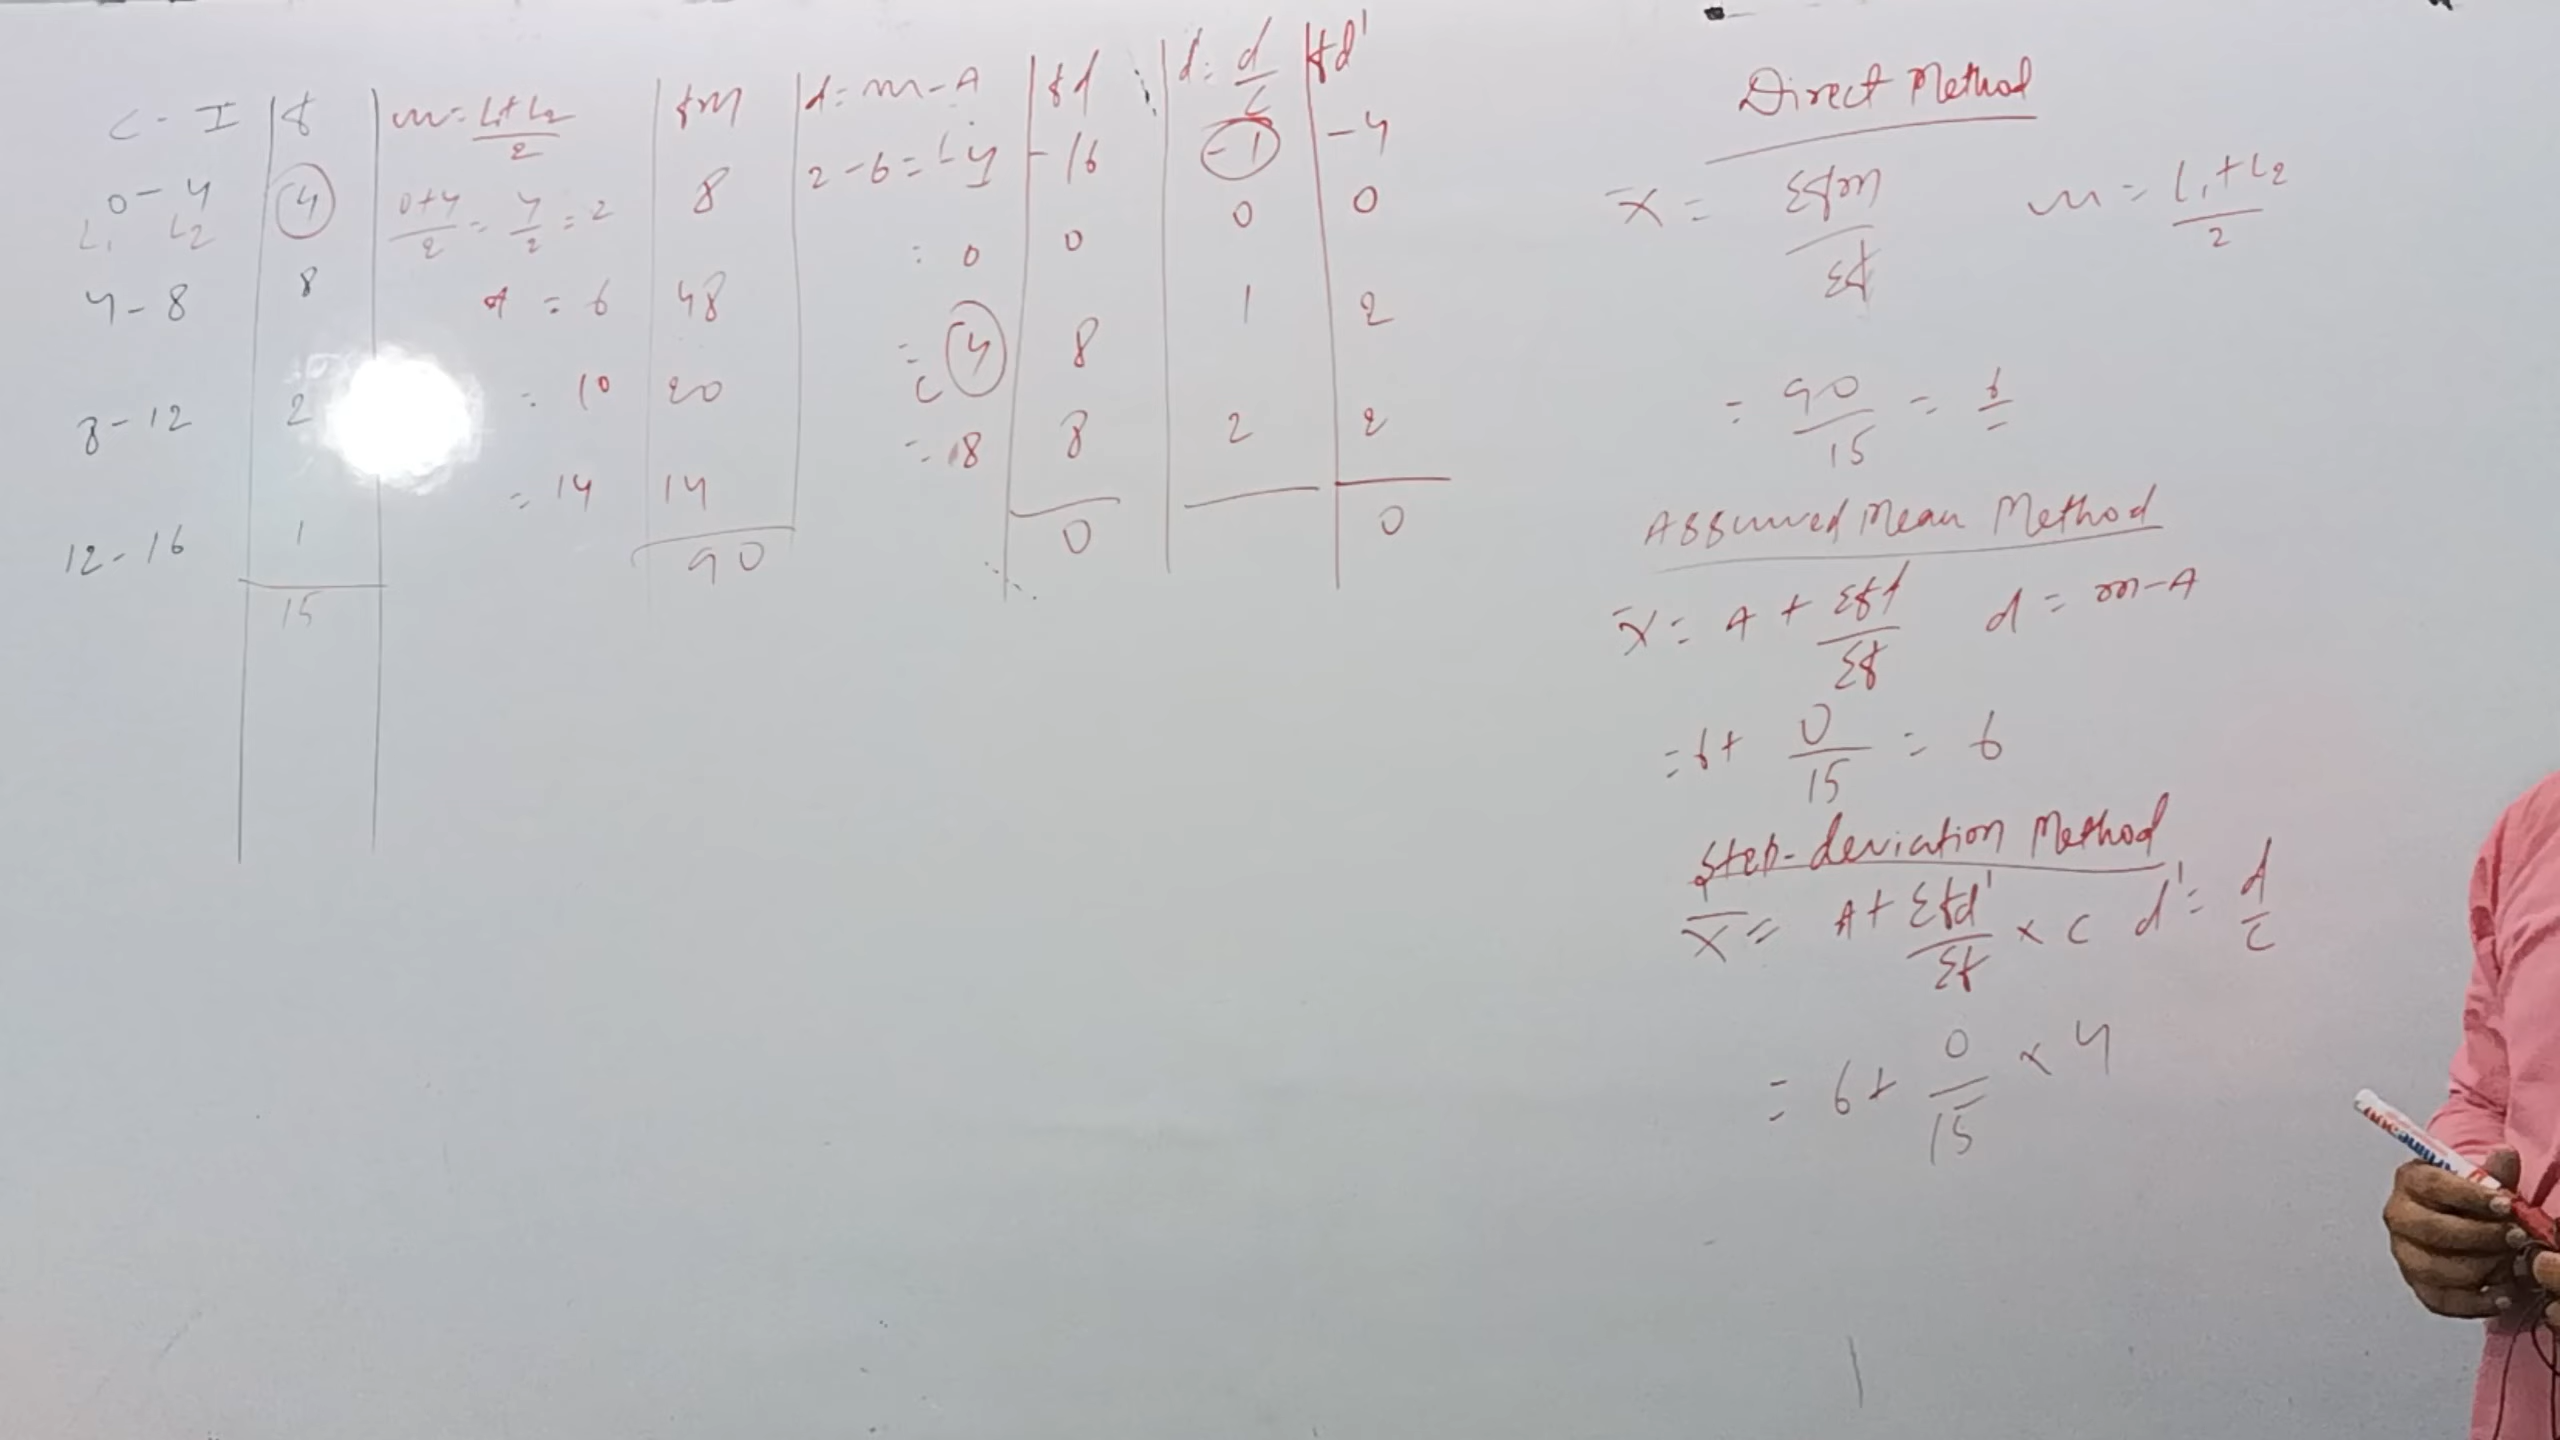 C - I | f | m = L1+L2/2 | fm | d = m-A | fd | d = d/c | fd'
0 - 4 | 4 | 0+4/2 = 4/2 = 2 | 8 | 2-6 = -4 | -16 | -1 | -4
L1 L2
4-8 | 8 | A = 6 | 48 | = 0 | 0 | 0 | 0
8-12 | 2 | = 10 | 20 | = 4 | 8 | 1 | 2
c
12-16 | 1 | = 14 | 14 | = 8 | 8 | 2 | 2
15 | 90 | 0 | 0
Direct Method
X̄ = Σfm/Σf m = L1+L2/2
= 90/15 = 6
Assumed Mean Method
X̄ = A + Σfd/Σf d = m-A
= 6+ 0/15 = 6
Step-deviation Method
X̄ = A+ Σfd'/Σf × C d' = d/c
= 6+ 0/15 × 4